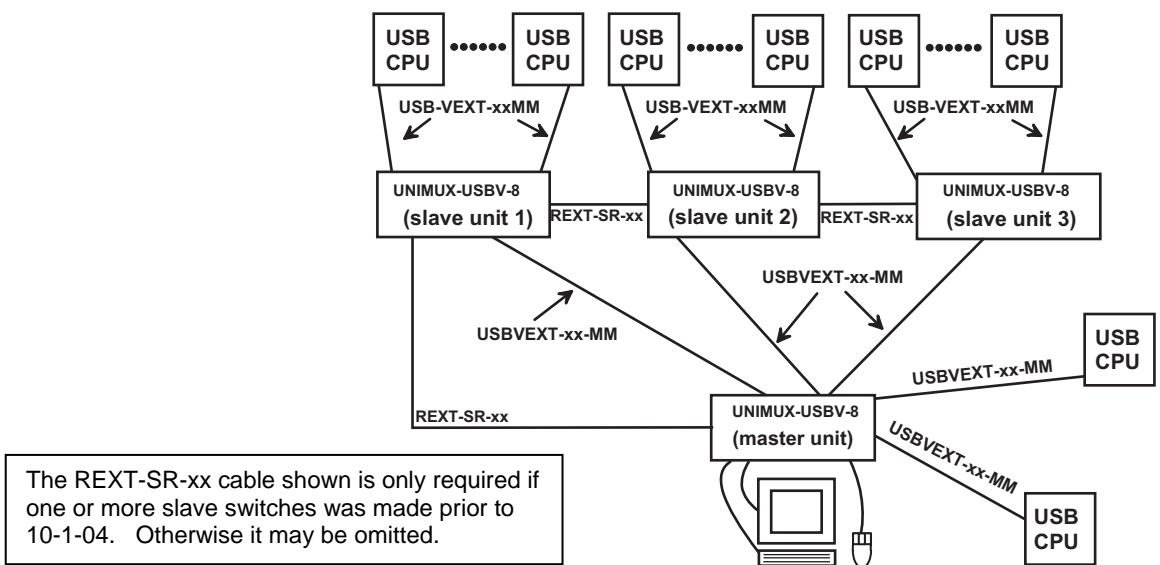 USB CPU
USB CPU
USB CPU
USB CPU
USB CPU
USB CPU
USB-VEXT-xxMM
USB-VEXT-xxMM
USB-VEXT-xxMM
UNIMUX-USBV-8
(slave unit 1)
REXT-SR-xx
UNIMUX-USBV-8
(slave unit 2)
REXT-SR-xx
UNIMUX-USBV-8
(slave unit 3)
USBVEXT-xx-MM
USBVEXT-xx-MM
USB CPU
USBVEXT-xx-MM
REXT-SR-xx
UNIMUX-USBV-8
(master unit)
USBVEXT-xx-MM
USB CPU
The REXT-SR-xx cable shown is only required if
one or more slave switches was made prior to
10-1-04. Otherwise it may be omitted.